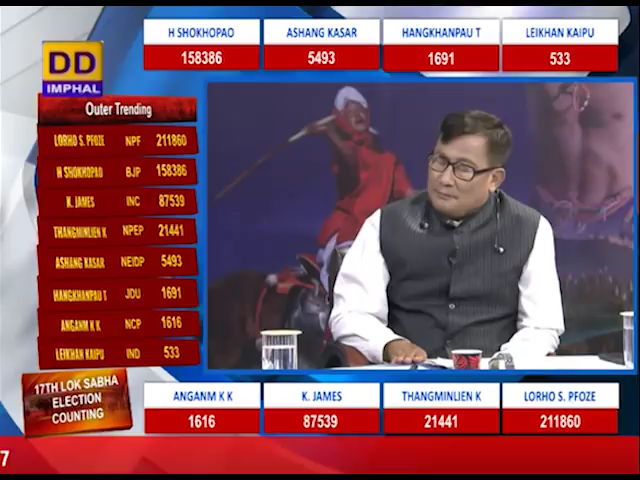 H SHOKHOPAO ASHANG KASAR HANGKHANPAU T LEIKHAN KAIPU
158386 5493 1691 533
DD
IMPHAL
Outer Trending
LORHO S. PFOZE NPF 211860
H SHOKHOPAO BJP 158386
K. JAMES INC 87539
THANGMINLIEN K NPEP 21441
ASHANG KASAR NEIDP 5493
HANGKHANPAU T JDU 1691
ANGAM K K NCP 1616
LEIKHAN KAIPU IND 533
17TH LOK SABHA
ELECTION
COUNTING
ANGANM K K K. JAMES THANGMINLIEN K LORHO S. PFOZE
1616 87539 21441 211860
7